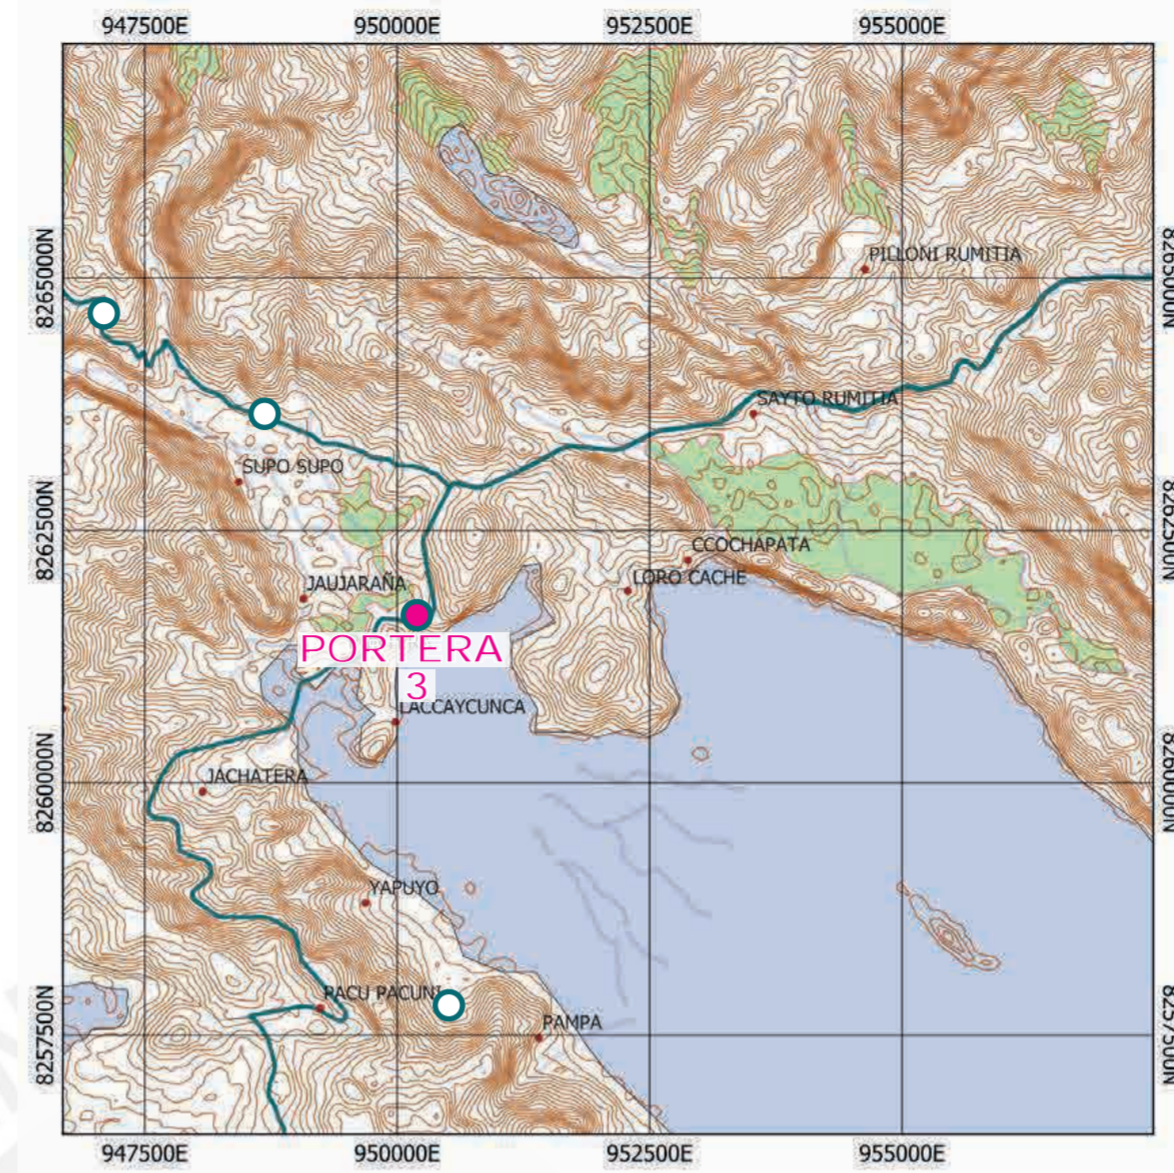 947500E 950000E 952500E 955000E
PILLONI RUMITIA
8265000N 8265000N
SAYTO RUMITIA
SUPO SUPO
8262500N 8262500N
CCOCHAPATA
LORO CACHE
JAUJARAÑA
PORTERA
3
LACCAYCUNCA
JACHATERA
8260000N 8260000N
YAPUYO
PACU PACUNI
PAMPA
8257500N 8257500N
947500E 950000E 952500E 955000E